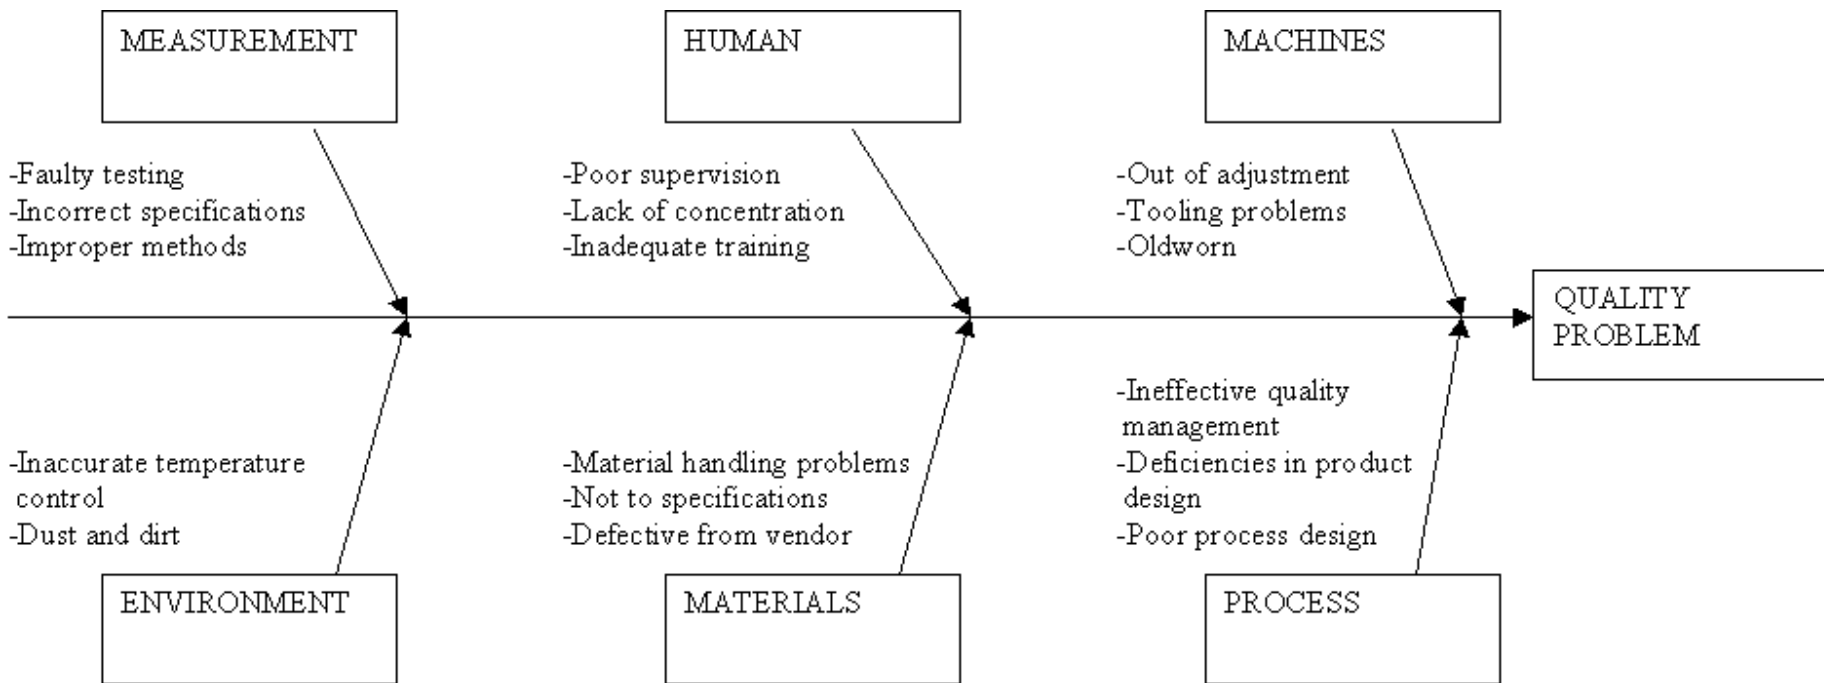 MEASUREMENT
HUMAN
MACHINES
-Faulty testing
-Incorrect specifications
-Improper methods
-Poor supervision
-Lack of concentration
-Inadequate training
-Out of adjustment
-Tooling problems
-Oldworn
QUALITY
PROBLEM
-Inaccurate temperature
control
-Dust and dirt
-Material handling problems
-Not to specifications
-Defective from vendor
-Ineffective quality
management
-Deficiencies in product
design
-Poor process design
ENVIRONMENT
MATERIALS
PROCESS